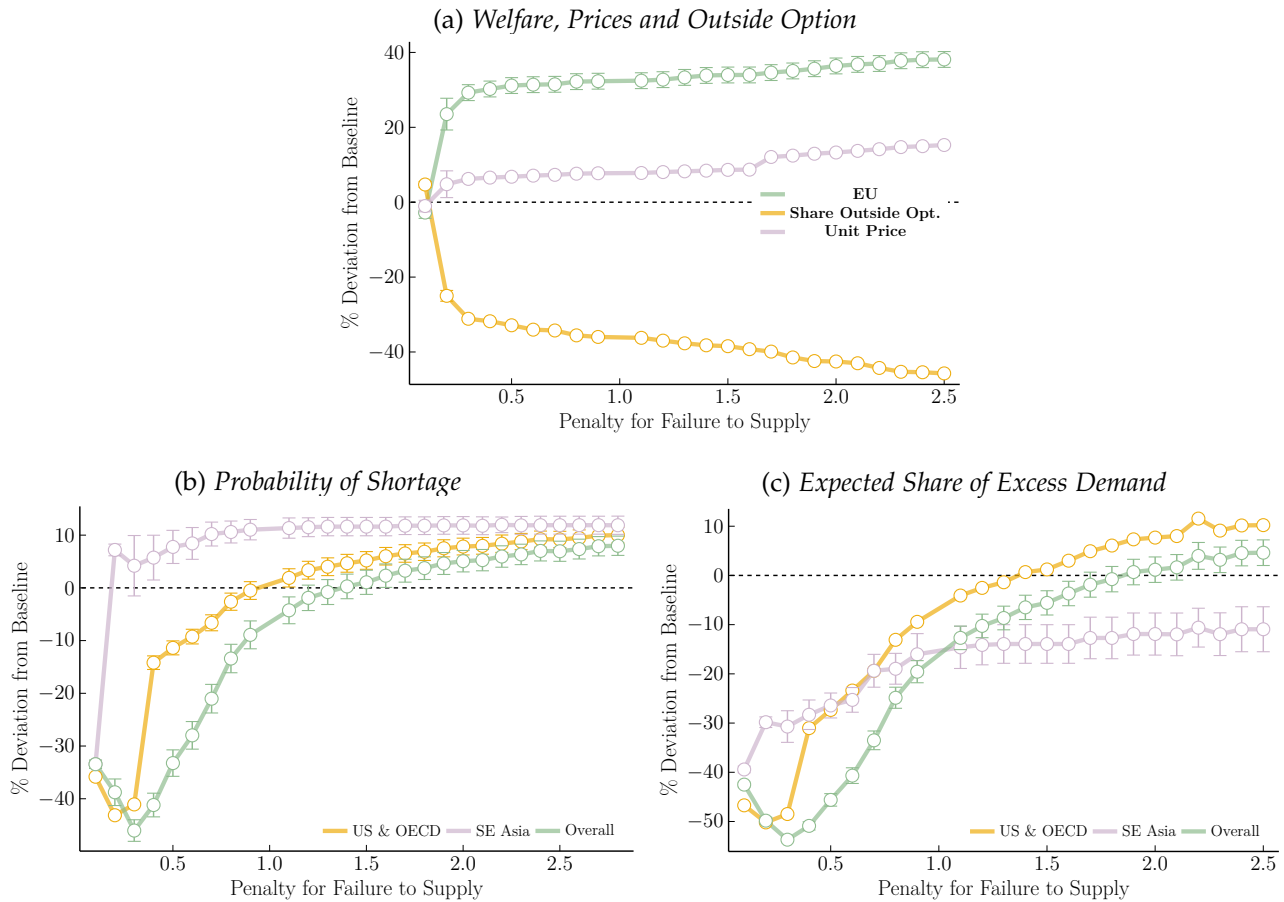 (a) Welfare, Prices and Outside Option
% Deviation from Baseline
40
20
0
−20
−40
EU
Share Outside Opt.
Unit Price
0.5 1.0 1.5 2.0 2.5
Penalty for Failure to Supply
(b) Probability of Shortage
% Deviation from Baseline
10
0
−10
−20
−30
−40
US & OECD SE Asia Overall
0.5 1.0 1.5 2.0 2.5
Penalty for Failure to Supply
(c) Expected Share of Excess Demand
% Deviation from Baseline
10
0
−10
−20
−30
−40
−50
US & OECD SE Asia Overall
0.5 1.0 1.5 2.0 2.5
Penalty for Failure to Supply